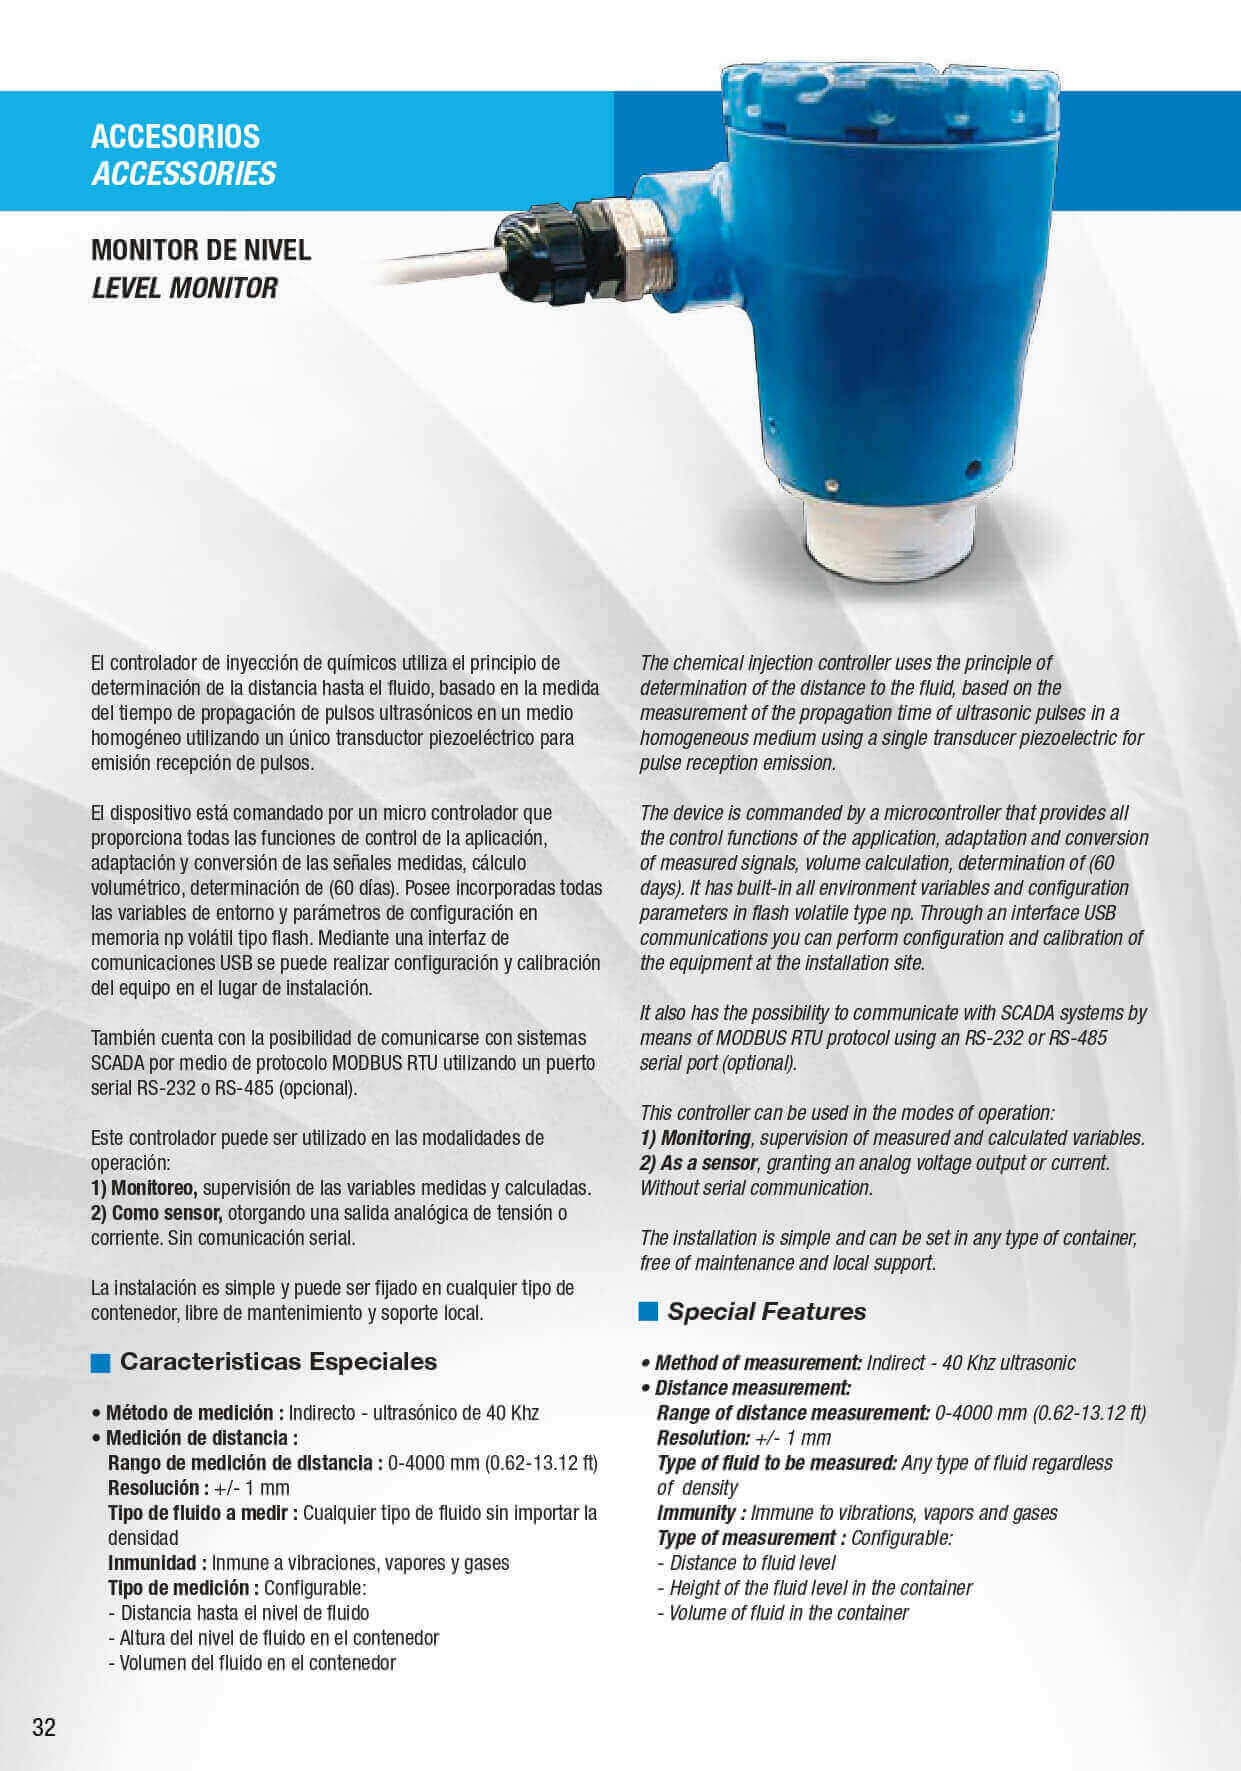 ACCESORIOS
ACCESSORIES
MONITOR DE NIVEL
LEVEL MONITOR
El controlador de inyección de químicos utiliza el principio de
determinación de la distancia hasta el fluido, basado en la medida
del tiempo de propagación de pulsos ultrasónicos en un medio
homogéneo utilizando un único transductor piezoeléctrico para
emisión recepción de pulsos.
El dispositivo está comandado por un micro controlador que
proporciona todas las funciones de control de la aplicación,
adaptación y conversión de las señales medidas, cálculo
volumétrico, determinación de (60 días). Posee incorporadas todas
las variables de entorno y parámetros de configuración en
memoria np volátil tipo flash. Mediante una interfaz de
comunicaciones USB se puede realizar configuración y calibración
del equipo en el lugar de instalación.
También cuenta con la posibilidad de comunicarse con sistemas
SCADA por medio de protocolo MODBUS RTU utilizando un puerto
serial RS-232 o RS-485 (opcional).
Este controlador puede ser utilizado en las modalidades de
operación:
1) Monitoreo, supervisión de las variables medidas y calculadas.
2) Como sensor, otorgando una salida analógica de tensión o
corriente. Sin comunicación serial.
La instalación es simple y puede ser fijado en cualquier tipo de
contenedor, libre de mantenimiento y soporte local.
Caracteristicas Especiales
• Método de medición : Indirecto - ultrasónico de 40 Khz
• Medición de distancia :
Rango de medición de distancia : 0-4000 mm (0.62-13.12 ft)
Resolución : +/- 1 mm
Tipo de fluido a medir : Cualquier tipo de fluido sin importar la
densidad
Inmunidad : Inmune a vibraciones, vapores y gases
Tipo de medición : Configurable:
- Distancia hasta el nivel de fluido
- Altura del nivel de fluido en el contenedor
- Volumen del fluido en el contenedor
The chemical injection controller uses the principle of
determination of the distance to the fluid, based on the
measurement of the propagation time of ultrasonic pulses in a
homogeneous medium using a single transducer piezoelectric for
pulse reception emission.
The device is commanded by a microcontroller that provides all
the control functions of the application, adaptation and conversion
of measured signals, volume calculation, determination of (60
days). It has built-in all environment variables and configuration
parameters in flash volatile type np. Through an interface USB
communications you can perform configuration and calibration of
the equipment at the installation site.
It also has the possibility to communicate with SCADA systems by
means of MODBUS RTU protocol using an RS-232 or RS-485
serial port (optional).
This controller can be used in the modes of operation:
1) Monitoring, supervision of measured and calculated variables.
2) As a sensor, granting an analog voltage output or current.
Without serial communication.
The installation is simple and can be set in any type of container,
free of maintenance and local support.
Special Features
• Method of measurement: Indirect - 40 Khz ultrasonic
• Distance measurement:
Range of distance measurement: 0-4000 mm (0.62-13.12 ft)
Resolution: +/- 1 mm
Type of fluid to be measured: Any type of fluid regardless
of density
Immunity : Immune to vibrations, vapors and gases
Type of measurement : Configurable:
- Distance to fluid level
- Height of the fluid level in the container
- Volume of fluid in the container
32